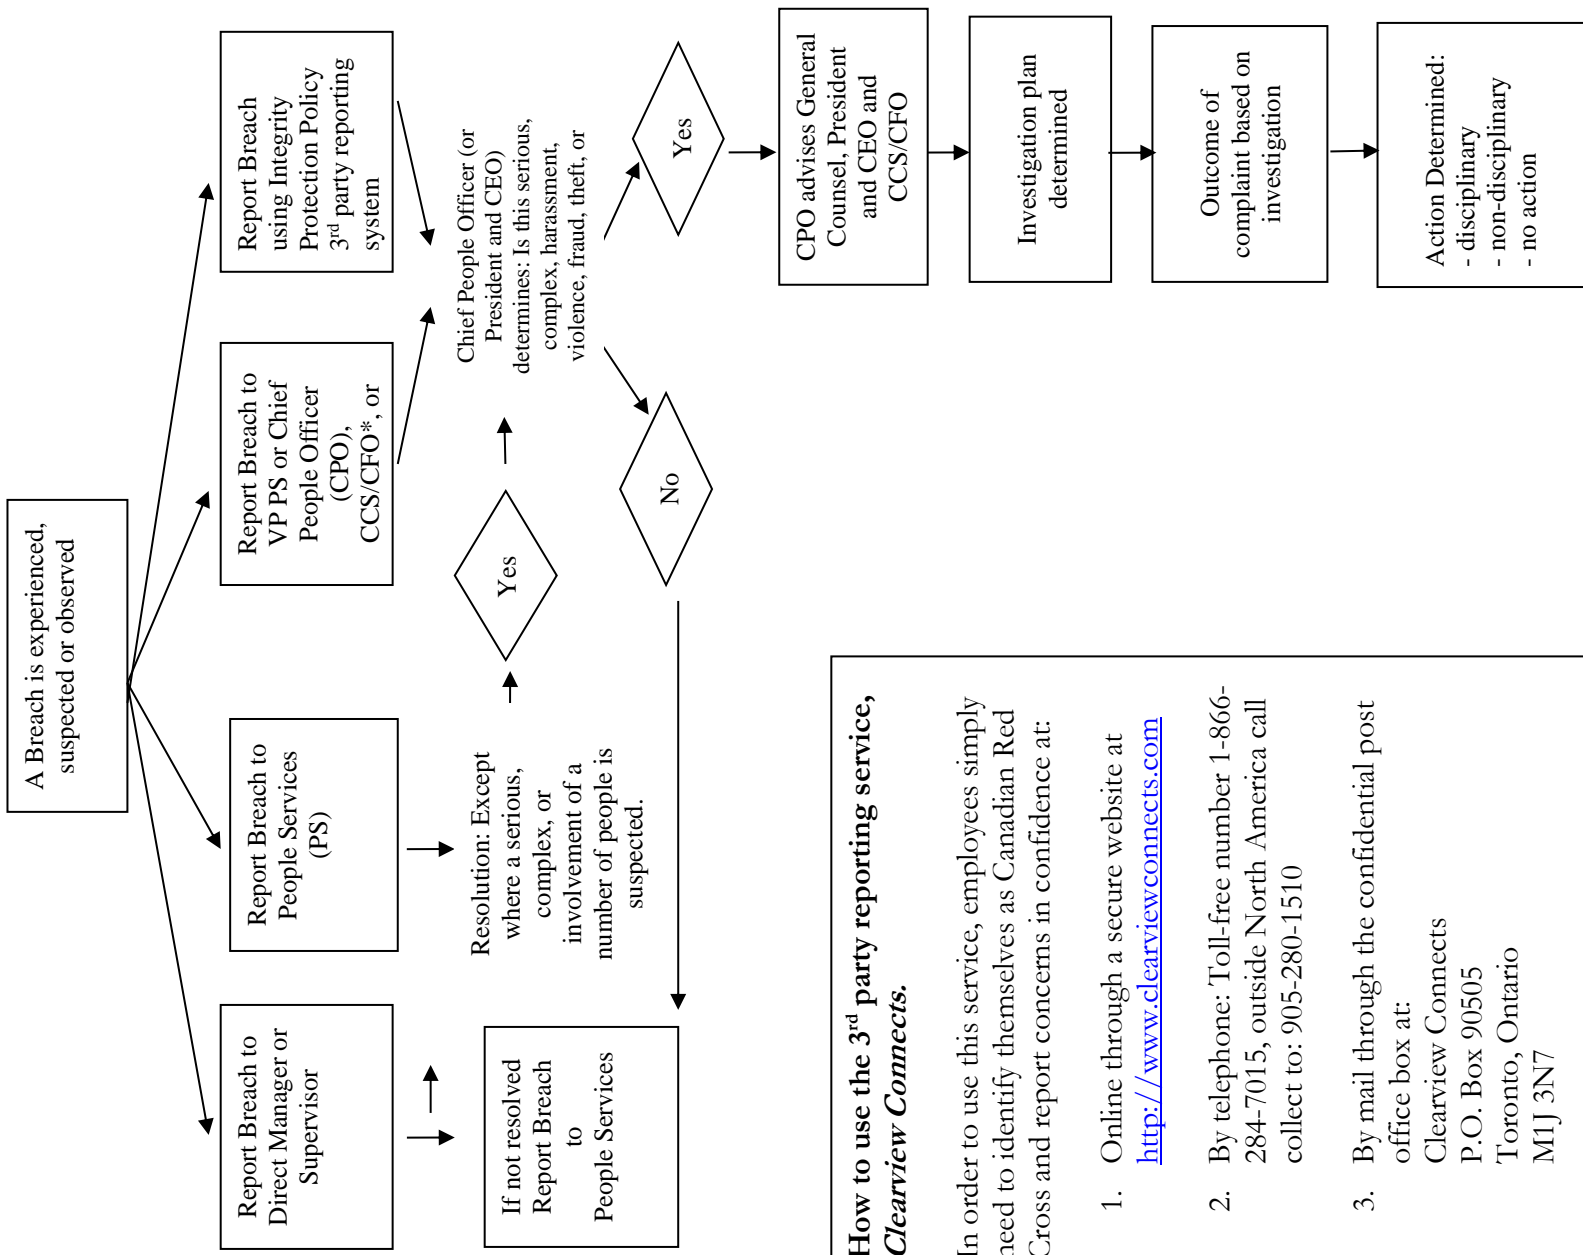 A Breach is experienced,
suspected or observed
Report Breach to
Direct Manager or
Supervisor
Report Breach to
People Services
(PS)
Report Breach to
VP PS or Chief
People Officer
(CPO),
CCS/CFO*, or
Report Breach
using Integrity
Protection Policy
3rd party reporting
system
If not resolved
Report Breach
to
People Services
Resolution: Except
where a serious,
complex, or
involvement of a
number of people is
suspected.
Yes
Chief People Officer (or
President and CEO)
determines: Is this serious,
complex, harassment,
violence, fraud, theft, or
No
Yes
CPO advises General
Counsel, President
and CEO and
CCS/CFO
Investigation plan
determined
Outcome of
complaint based on
investigation
Action Determined:
- disciplinary
- non-disciplinary
- no action
How to use the 3rd party reporting service,
Clearview Connects.
In order to use this service, employees simply
need to identify themselves as Canadian Red
Cross and report concerns in confidence at:
1. Online through a secure website at
http://www.clearviewconnects.com
2. By telephone: Toll-free number 1-866-
284-7015, outside North America call
collect to: 905-280-1510
3. By mail through the confidential post
office box at:
Clearview Connects
P.O. Box 90505
Toronto, Ontario
M1J 3N7